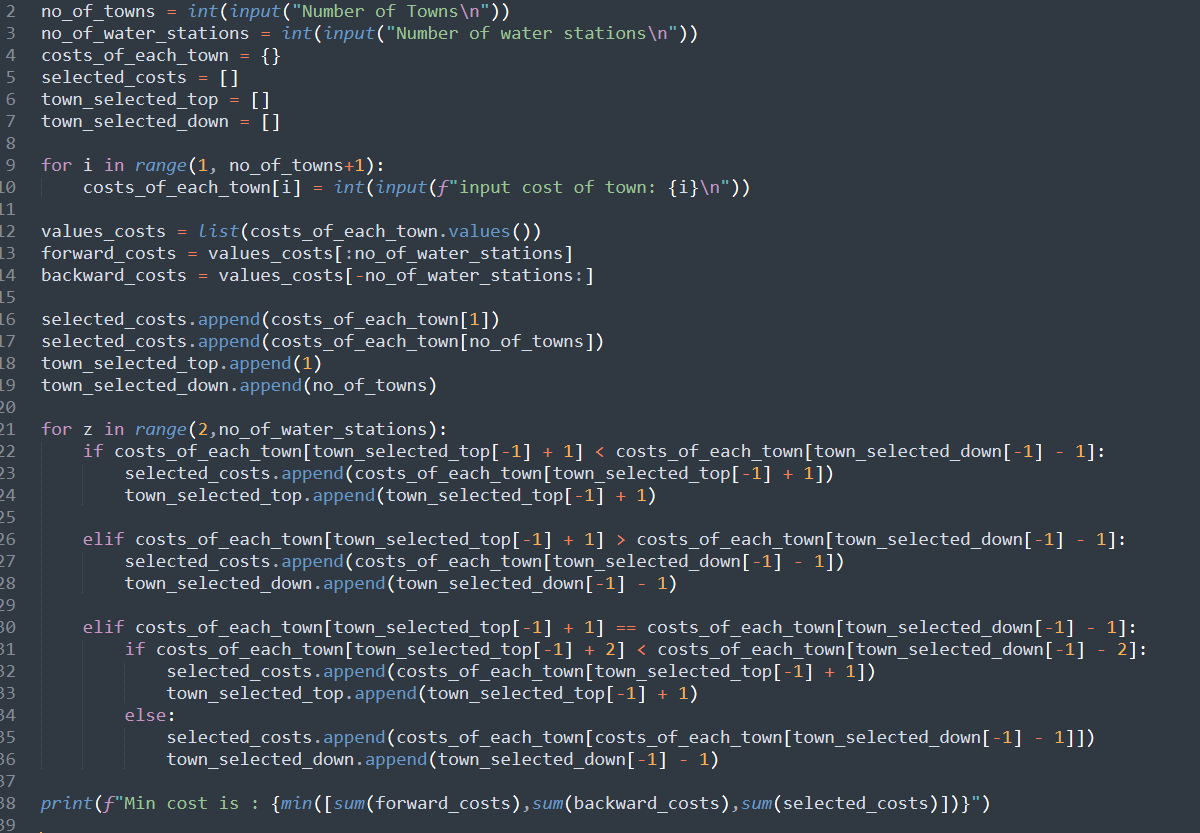 2 no_of_towns = int(input("Number of Towns\n"))
3 no_of_water_stations = int(input("Number of water stations\n"))
4 costs_of_each_town = {}
5 selected_costs = []
6 town_selected_top = []
7 town_selected_down = []
8
9 for i in range(1, no_of_towns+1):
10     costs_of_each_town[i] = int(input(f"input cost of town: {i}\n"))
11
12 values_costs = list(costs_of_each_town.values())
13 forward_costs = values_costs[:no_of_water_stations]
14 backward_costs = values_costs[-no_of_water_stations:]
15
16 selected_costs.append(costs_of_each_town[1])
17 selected_costs.append(costs_of_each_town[no_of_towns])
18 town_selected_top.append(1)
19 town_selected_down.append(no_of_towns)
20
21 for z in range(2,no_of_water_stations):
22     if costs_of_each_town[town_selected_top[-1] + 1] < costs_of_each_town[town_selected_down[-1] - 1]:
23         selected_costs.append(costs_of_each_town[town_selected_top[-1] + 1])
24         town_selected_top.append(town_selected_top[-1] + 1)
25
26     elif costs_of_each_town[town_selected_top[-1] + 1] > costs_of_each_town[town_selected_down[-1] - 1]:
27         selected_costs.append(costs_of_each_town[town_selected_down[-1] - 1])
28         town_selected_down.append(town_selected_down[-1] - 1)
29
30     elif costs_of_each_town[town_selected_top[-1] + 1] == costs_of_each_town[town_selected_down[-1] - 1]:
31         if costs_of_each_town[town_selected_top[-1] + 2] < costs_of_each_town[town_selected_down[-1] - 2]:
32             selected_costs.append(costs_of_each_town[town_selected_top[-1] + 1])
33             town_selected_top.append(town_selected_top[-1] + 1)
34         else:
35             selected_costs.append(costs_of_each_town[costs_of_each_town[town_selected_down[-1] - 1]])
36             town_selected_down.append(town_selected_down[-1] - 1)
37
38 print(f"Min cost is : {min([sum(forward_costs),sum(backward_costs),sum(selected_costs)])}")
39